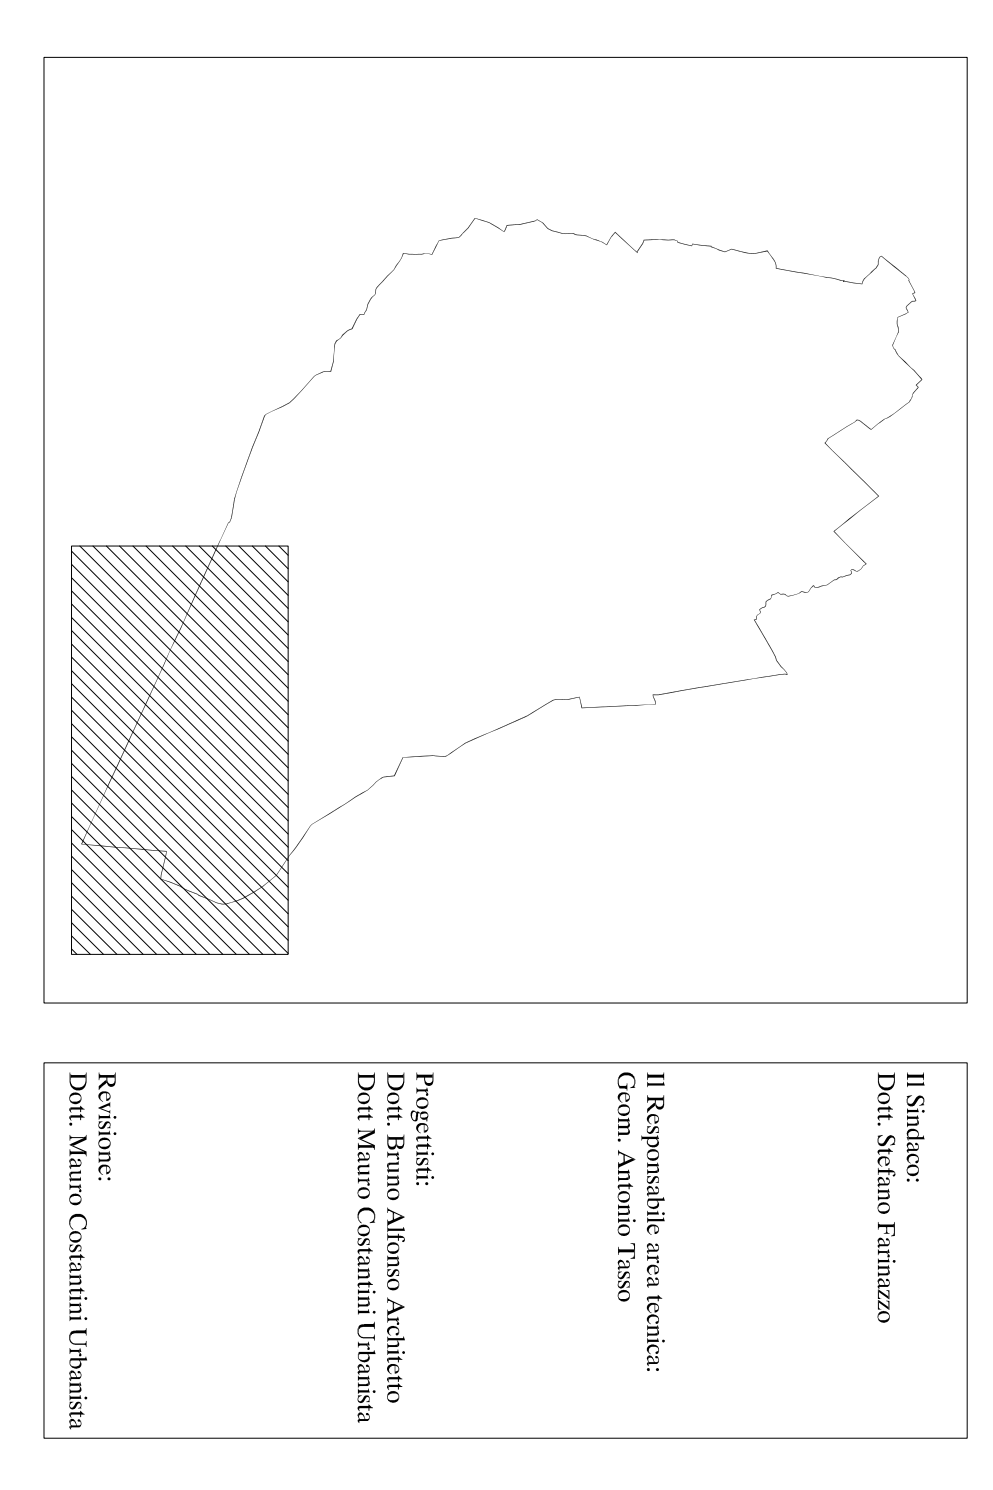 Il Sindaco:
Dott. Stefano Farinazzo
Il Responsabile area tecnica:
Geom. Antonio Tasso
Progettisti:
Dott. Bruno Alfonso Architetto
Dott Mauro Costantini Urbanista
Revisione:
Dott. Mauro Costantini Urbanista